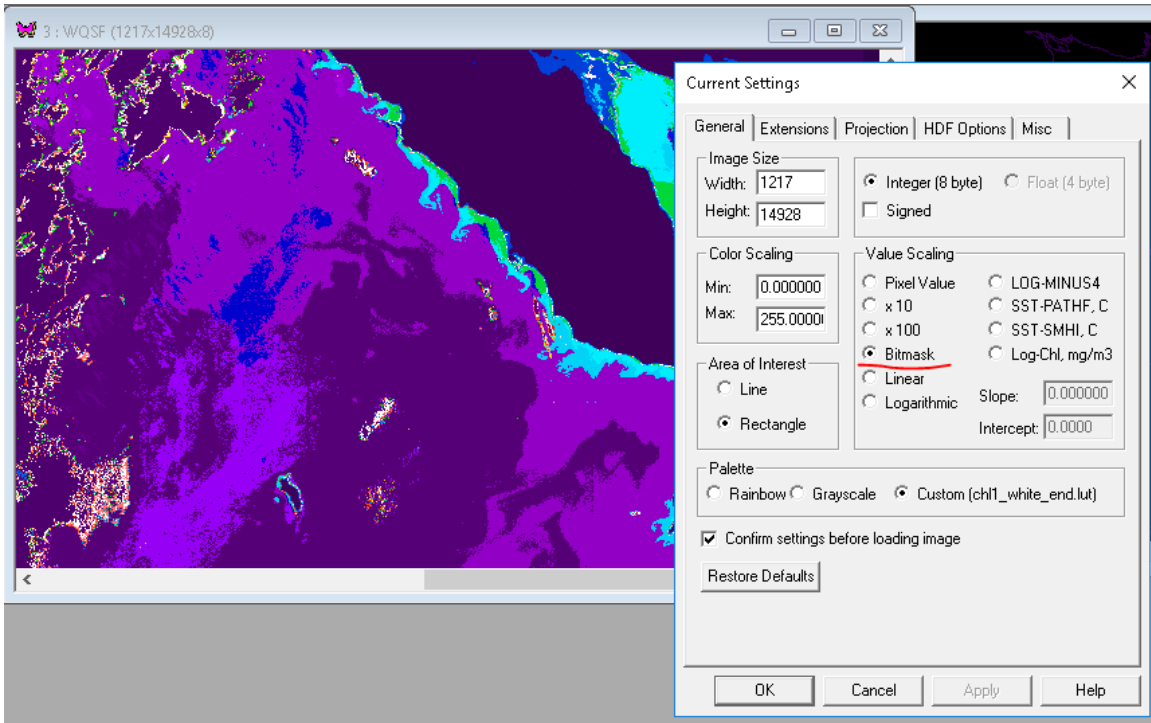 3 : WQSF (1217x14928x8)
Current Settings
General Extensions Projection HDF Options Misc
Image Size
Width: 1217
Height: 14928
Integer (8 byte) Float (4 byte)
Signed
Color Scaling
Min: 0.000000
Max: 255.0000
Value Scaling
Pixel Value LOG-MINUS4
x 10 SST-PATHF, C
x 100 SST-SMHI, C
Bitmask Log-Chl, mg/m3
Linear
Logarithmic
Slope: 0.000000
Intercept: 0.0000
Area of Interest
Line
Rectangle
Palette
Rainbow Grayscale Custom (chl1_white_end.lut)
Confirm settings before loading image
Restore Defaults
OK Cancel Apply Help